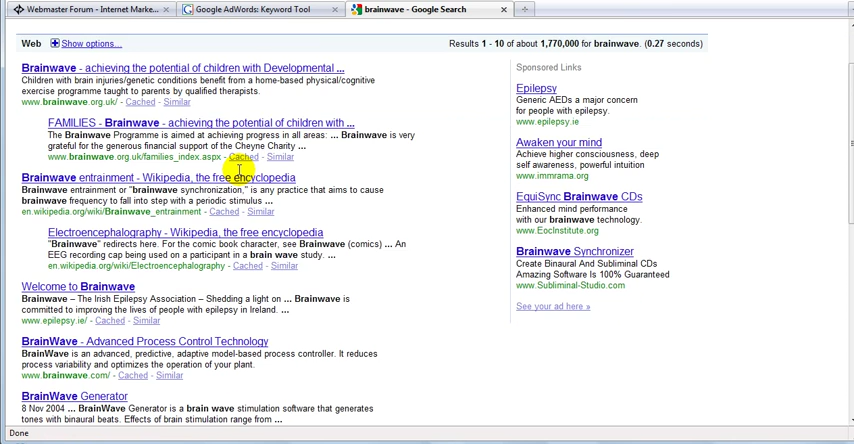 Webmaster Forum - Internet Marke...
Google AdWords: Keyword Tool
brainwave - Google Search
Web
Show options...
Results 1 - 10 of about 1,770,000 for brainwave. (0.27 seconds)
Brainwave - achieving the potential of children with Developmental ...
Children with brain injuries/genetic conditions benefit from a home-based physical/cognitive
exercise programme taught to parents by qualified therapists.
www.brainwave.org.uk/ - Cached - Similar
FAMILIES - Brainwave - achieving the potential of children with ...
The Brainwave Programme is aimed at achieving progress in all areas: ... Brainwave is very
grateful for the generous financial support of the Cheyne Charity ...
www.brainwave.org.uk/families_index.aspx - Cached - Similar
Brainwave entrainment - Wikipedia, the free encyclopedia
Brainwave entrainment or "brainwave synchronization," is any practice that aims to cause
brainwave frequency to fall into step with a periodic stimulus ...
en.wikipedia.org/wiki/Brainwave_entrainment - Cached - Similar
Electroencephalography - Wikipedia, the free encyclopedia
"Brainwave" redirects here. For the comic book character, see Brainwave (comics) ... An
EEG recording cap being used on a participant in a brain wave study. ...
en.wikipedia.org/wiki/Electroencephalography - Cached - Similar
Welcome to Brainwave
Brainwave – The Irish Epilepsy Association – Shedding a light on ... Brainwave is
committed to improving the lives of people with epilepsy in Ireland. ...
www.epilepsy.ie/ - Cached - Similar
BrainWave - Advanced Process Control Technology
BrainWave is an advanced, predictive, adaptive model-based process controller. It reduces
process variability and optimizes the operation of your plant.
www.brainwave.com/ - Cached - Similar
BrainWave Generator
8 Nov 2004 ... BrainWave Generator is a brain wave stimulation software that generates
tones with binaural beats. Effects of brain stimulation range from ...
Sponsored Links
Epilepsy
Generic AEDs a major concern
for people with epilepsy.
www.epilepsy.ie
Awaken your mind
Achieve higher consciousness, deep
self awareness, powerful intuition
www.immrama.org
EquiSync Brainwave CDs
Enhanced mind performance
with our brainwave technology.
www.EocInstitute.org
Brainwave Synchronizer
Create Binaural And Subliminal CDs
Amazing Software Is 100% Guaranteed
www.Subliminal-Studio.com
See your ad here »
Done